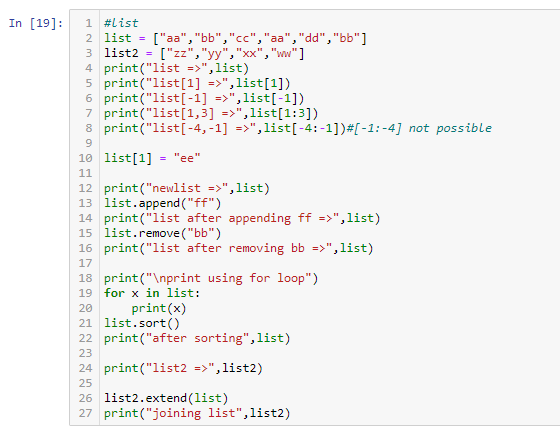 In [19]:
1 #list
2 list = ["aa","bb","cc","aa","dd","bb"]
3 list2 = ["zz","yy","xx","ww"]
4 print("list =>",list)
5 print("list[1] =>",list[1])
6 print("list[-1] =>",list[-1])
7 print("list[1,3] =>",list[1:3])
8 print("list[-4,-1] =>",list[-4:-1])#[-1:-4] not possible
9
10 list[1] = "ee"
11
12 print("newlist =>",list)
13 list.append("ff")
14 print("list after appending ff =>",list)
15 list.remove("bb")
16 print("list after removing bb =>",list)
17
18 print("\nprint using for loop")
19 for x in list:
20     print(x)
21 list.sort()
22 print("after sorting",list)
23
24 print("list2 =>",list2)
25
26 list2.extend(list)
27 print("joining list",list2)